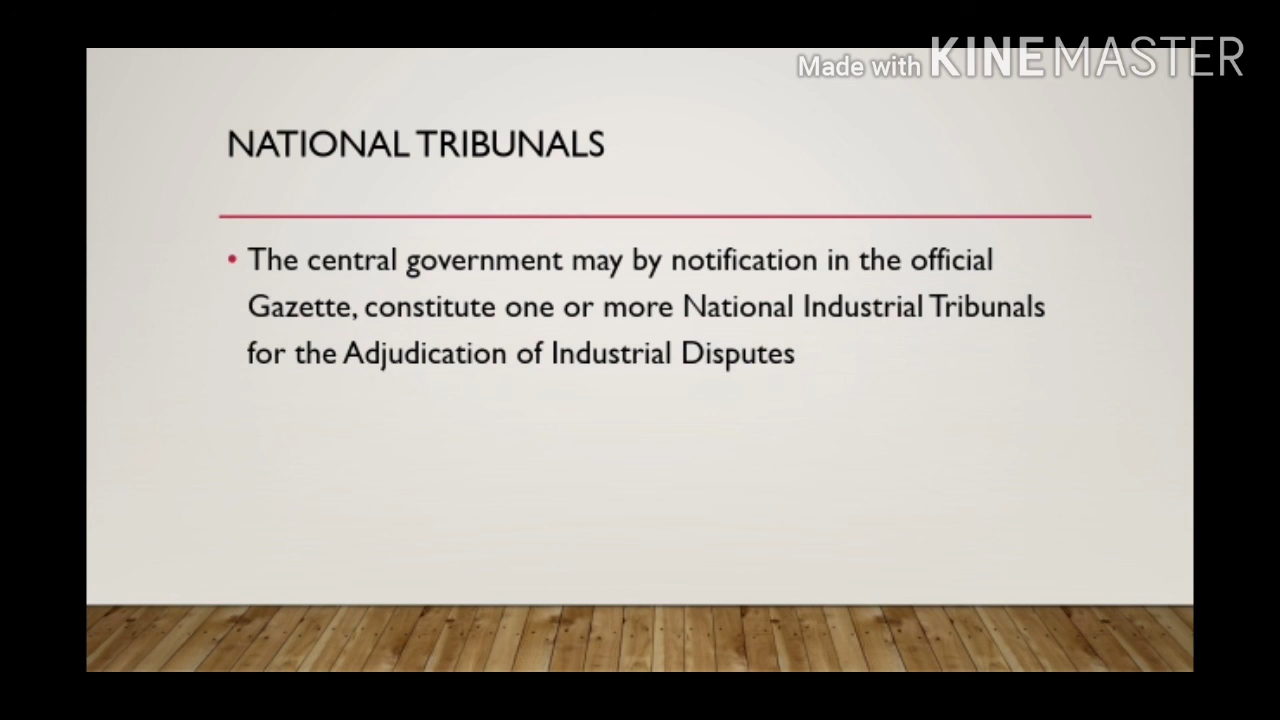 Made with KINEMASTER
NATIONAL TRIBUNALS
• The central government may by notification in the official
Gazette, constitute one or more National Industrial Tribunals
for the Adjudication of Industrial Disputes